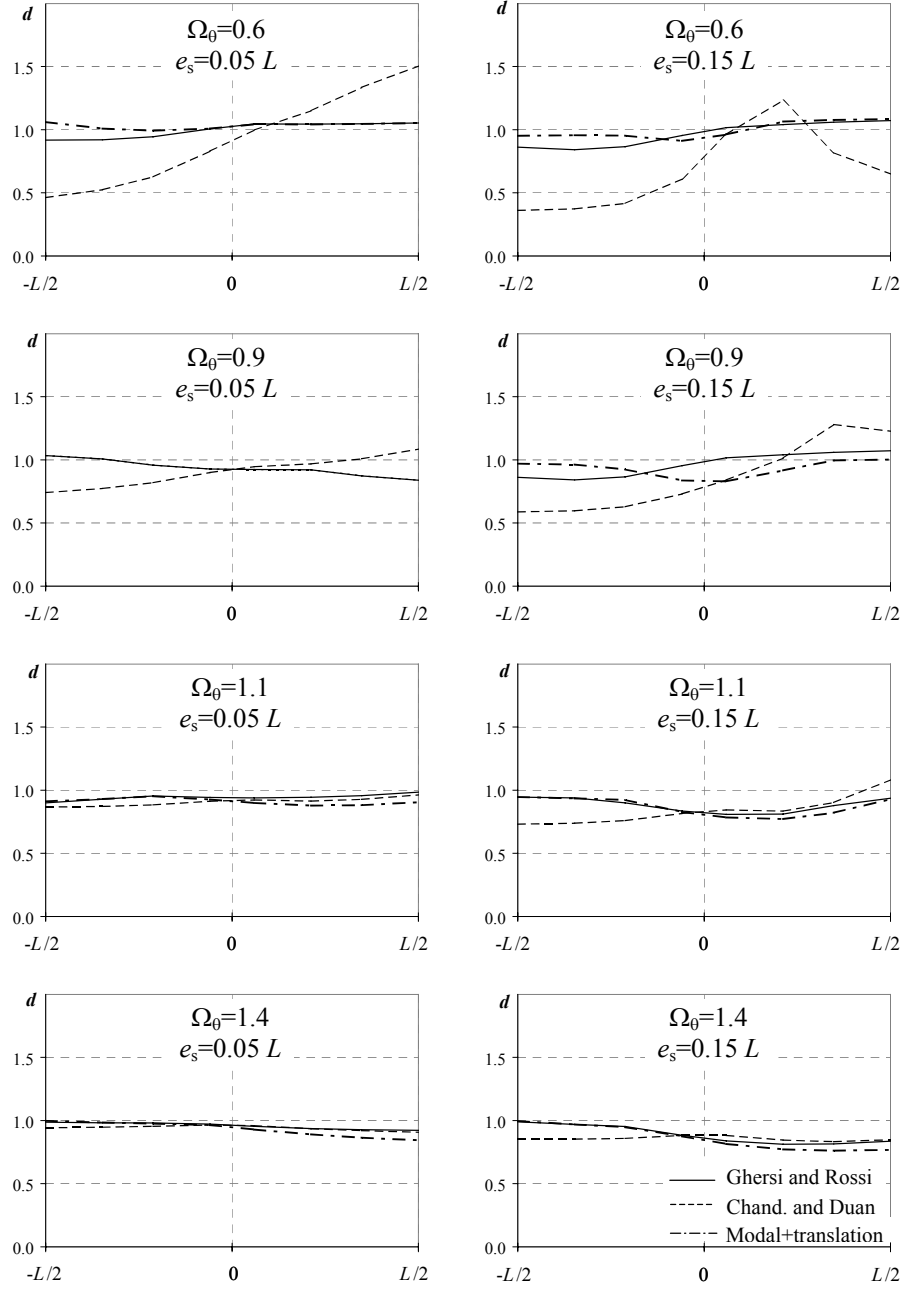 d
Ωθ=0.6
es=0.05 L
1.5
1.0
0.5
0.0
-L/2
0
L/2
d
Ωθ=0.6
es=0.15 L
1.5
1.0
0.5
0.0
-L/2
0
L/2
d
Ωθ=0.9
es=0.05 L
1.5
1.0
0.5
0.0
-L/2
0
L/2
d
Ωθ=0.9
es=0.15 L
1.5
1.0
0.5
0.0
-L/2
0
L/2
d
Ωθ=1.1
es=0.05 L
1.5
1.0
0.5
0.0
-L/2
0
L/2
d
Ωθ=1.1
es=0.15 L
1.5
1.0
0.5
0.0
-L/2
0
L/2
d
Ωθ=1.4
es=0.05 L
1.5
1.0
0.5
0.0
-L/2
0
L/2
d
Ωθ=1.4
es=0.15 L
1.5
1.0
0.5
0.0
Ghersi and Rossi
Chand. and Duan
Modal+translation
-L/2
0
L/2